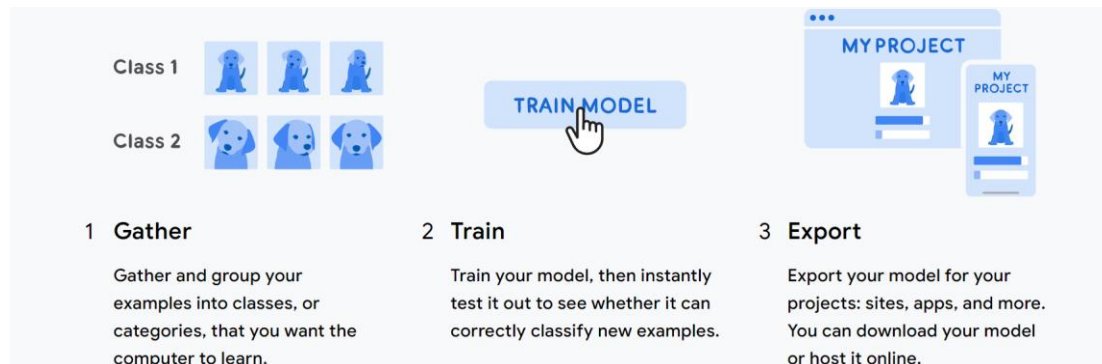 Class 1
Class 2
TRAIN MODEL
MY PROJECT
MY
PROJECT
1 Gather
Gather and group your
examples into classes, or
categories, that you want the
computer to learn.
2 Train
Train your model, then instantly
test it out to see whether it can
correctly classify new examples.
3 Export
Export your model for your
projects: sites, apps, and more.
You can download your model
or host it online.